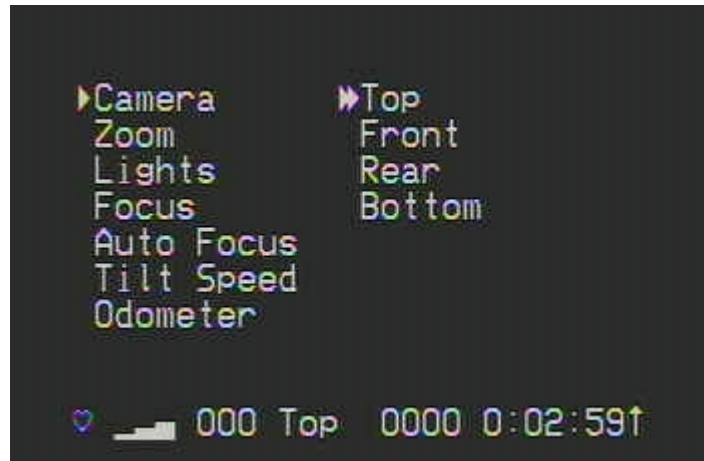 Camera Top
Zoom Front
Lights Rear
Focus Bottom
Auto Focus
Tilt Speed
Odometer
000 Top 0000 0:02:59↑